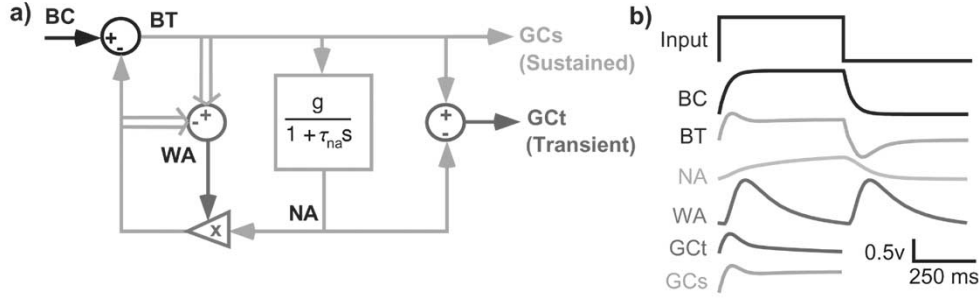 a)
BC
BT
+
-
GCs
(Sustained)
-
+
g
1 + τnas
+
-
GCt
(Transient)
WA
NA
x
b)
Input
BC
BT
NA
WA
GCt
GCs
0.5v
250 ms